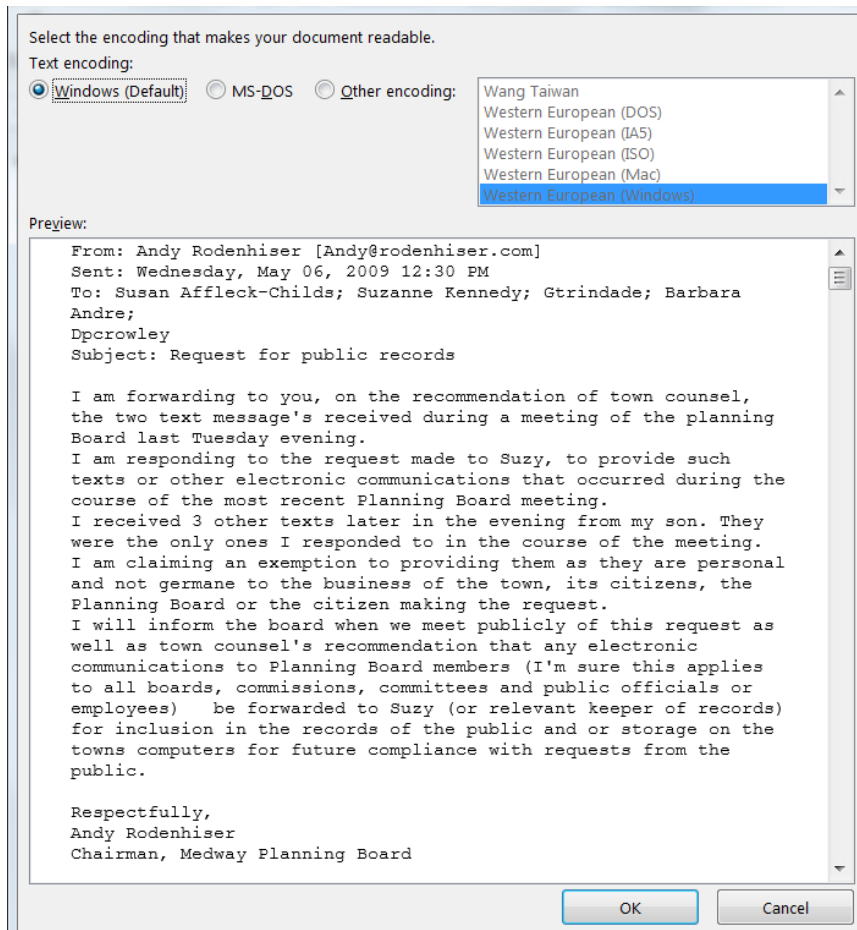 Select the encoding that makes your document readable.
Text encoding:
Windows (Default)
MS-DOS
Other encoding:
Wang Taiwan
Western European (DOS)
Western European (IA5)
Western European (ISO)
Western European (Mac)
Western European (Windows)
Preview:
From: Andy Rodenhiser [Andy@rodenhiser.com]
Sent: Wednesday, May 06, 2009 12:30 PM
To: Susan Affleck-Childs; Suzanne Kennedy; Gtrindade; Barbara
Andre;
Dpcrowley
Subject: Request for public records

I am forwarding to you, on the recommendation of town counsel,
the two text message's received during a meeting of the planning
Board last Tuesday evening.
I am responding to the request made to Suzy, to provide such
texts or other electronic communications that occurred during the
course of the most recent Planning Board meeting.
I received 3 other texts later in the evening from my son. They
were the only ones I responded to in the course of the meeting.
I am claiming an exemption to providing them as they are personal
and not germane to the business of the town, its citizens, the
Planning Board or the citizen making the request.
I will inform the board when we meet publicly of this request as
well as town counsel's recommendation that any electronic
communications to Planning Board members (I'm sure this applies
to all boards, commissions, committees and public officials or
employees)   be forwarded to Suzy (or relevant keeper of records)
for inclusion in the records of the public and or storage on the
towns computers for future compliance with requests from the
public.

Respectfully,
Andy Rodenhiser
Chairman, Medway Planning Board
OK
Cancel